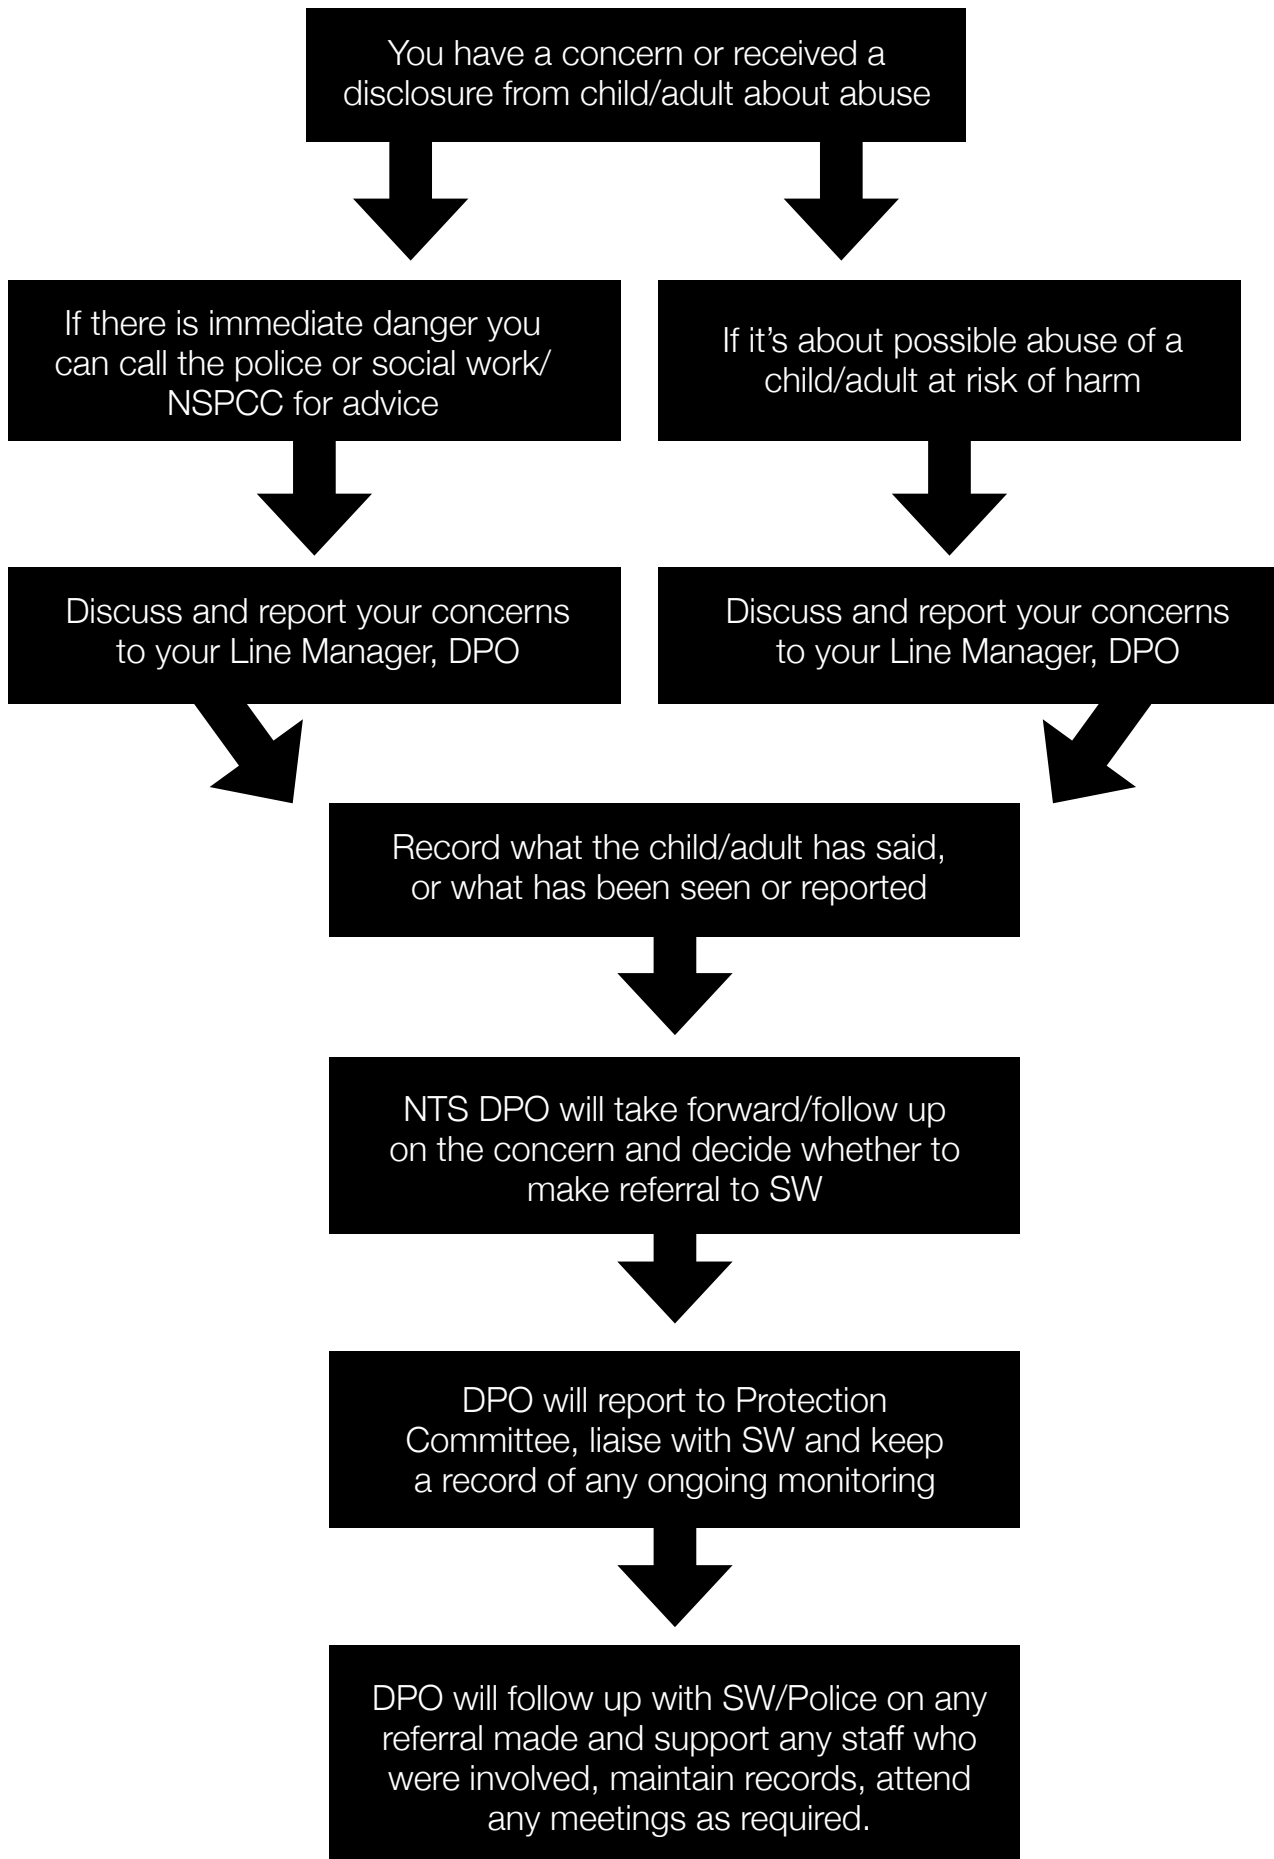 You have a concern or received a
disclosure from child/adult about abuse
If there is immediate danger you
can call the police or social work/
NSPCC for advice
If it’s about possible abuse of a
child/adult at risk of harm
Discuss and report your concerns
to your Line Manager, DPO
Discuss and report your concerns
to your Line Manager, DPO
Record what the child/adult has said,
or what has been seen or reported
NTS DPO will take forward/follow up
on the concern and decide whether to
make referral to SW
DPO will report to Protection
Committee, liaise with SW and keep
a record of any ongoing monitoring
DPO will follow up with SW/Police on any
referral made and support any staff who
were involved, maintain records, attend
any meetings as required.